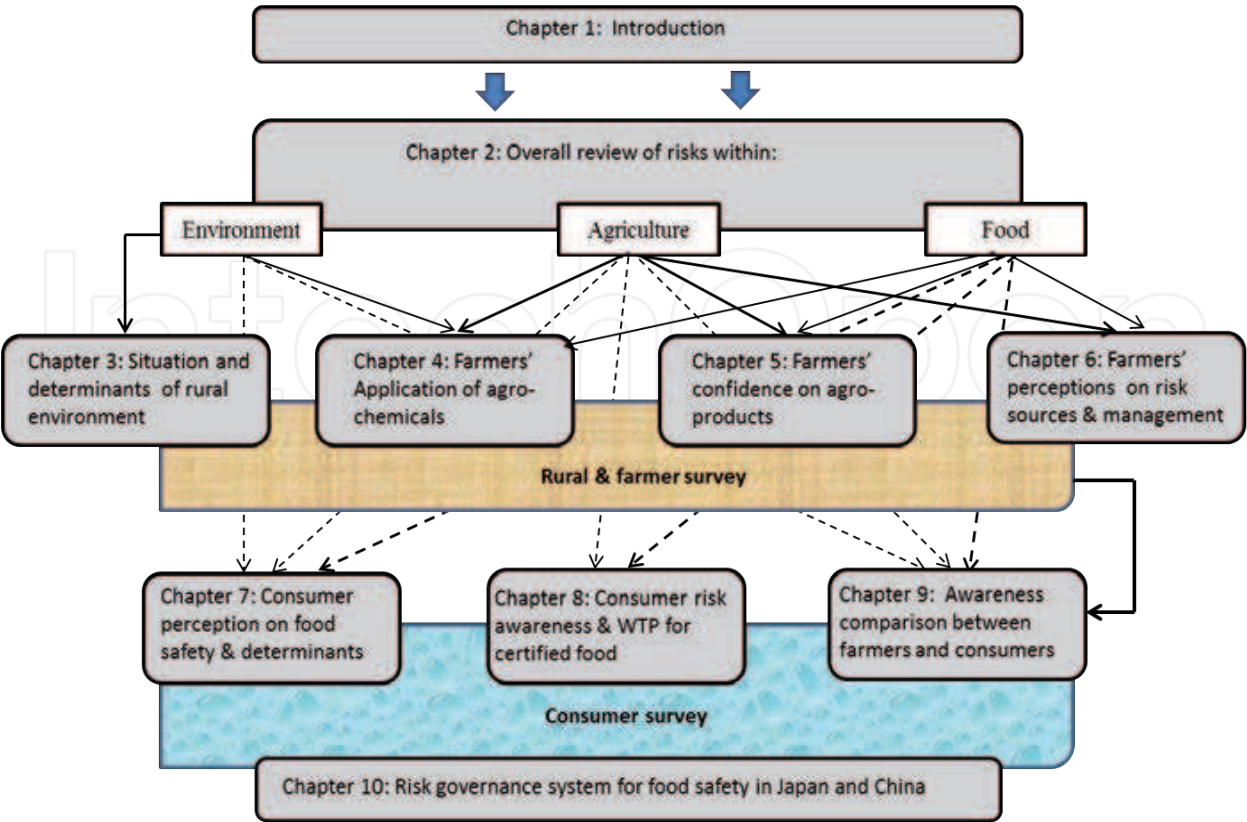 Chapter 1: Introduction
Chapter 2: Overall review of risks within:
Environment
Agriculture
Food
IntechOpen
Chapter 3: Situation and
determinants of rural
environment
Chapter 4: Farmers'
Application of agro-
chemicals
Chapter 5: Farmers'
confidence on agro-
products
Chapter 6: Farmers'
perceptions on risk
sources & management
Rural & farmer survey
Chapter 7: Consumer
perception on food
safety & determinants
Chapter 8: Consumer risk
awareness & WTP for
certified food
Chapter 9: Awareness
comparison between
farmers and consumers
Consumer survey
Chapter 10: Risk governance system for food safety in Japan and China